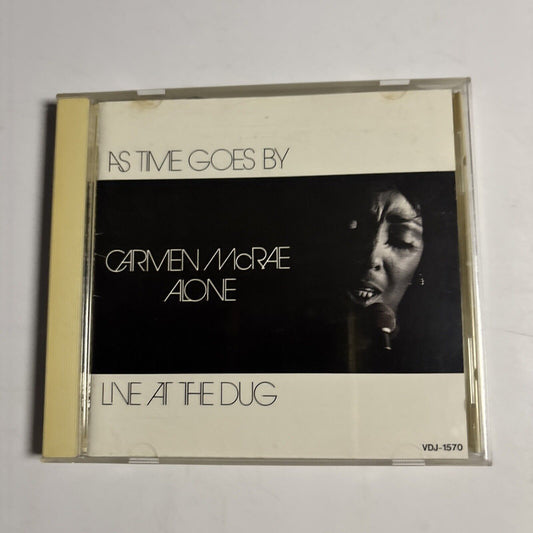 AS TIME GOES BY
CARMEN McRAE
ALONE
LIVE AT THE DUG
VDJ-1570